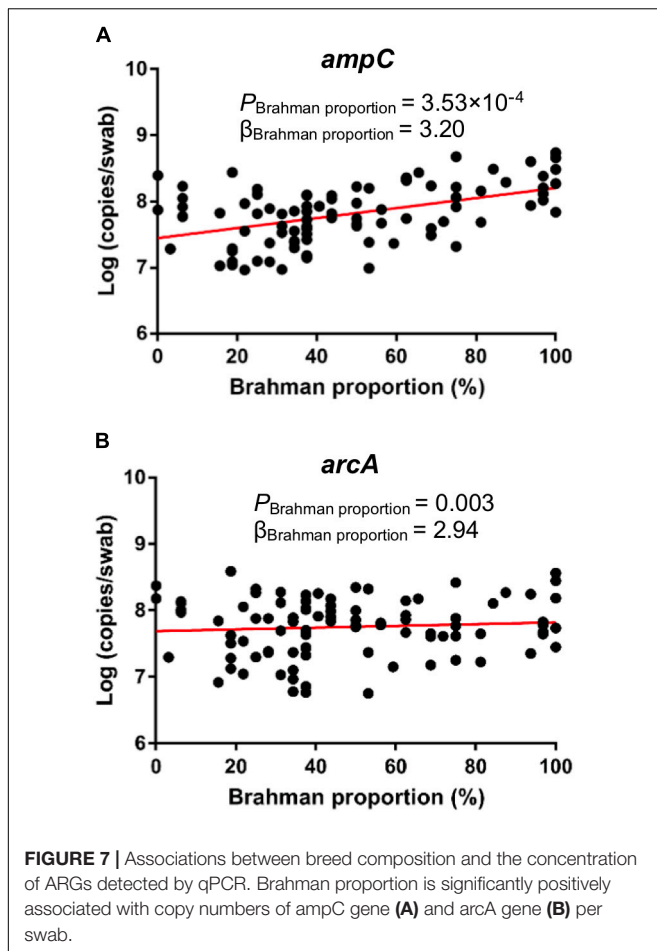 A
ampC
P Brahman proportion = 3.53×10⁻⁴
β Brahman proportion = 3.20
10
9
8
7
6
Log (copies/swab)
0 20 40 60 80 100
Brahman proportion (%)
B
arcA
P Brahman proportion = 0.003
β Brahman proportion = 2.94
10
9
8
7
6
Log (copies/swab)
0 20 40 60 80 100
Brahman proportion (%)
FIGURE 7 | Associations between breed composition and the concentration
of ARGs detected by qPCR. Brahman proportion is significantly positively
associated with copy numbers of ampC gene (A) and arcA gene (B) per
swab.